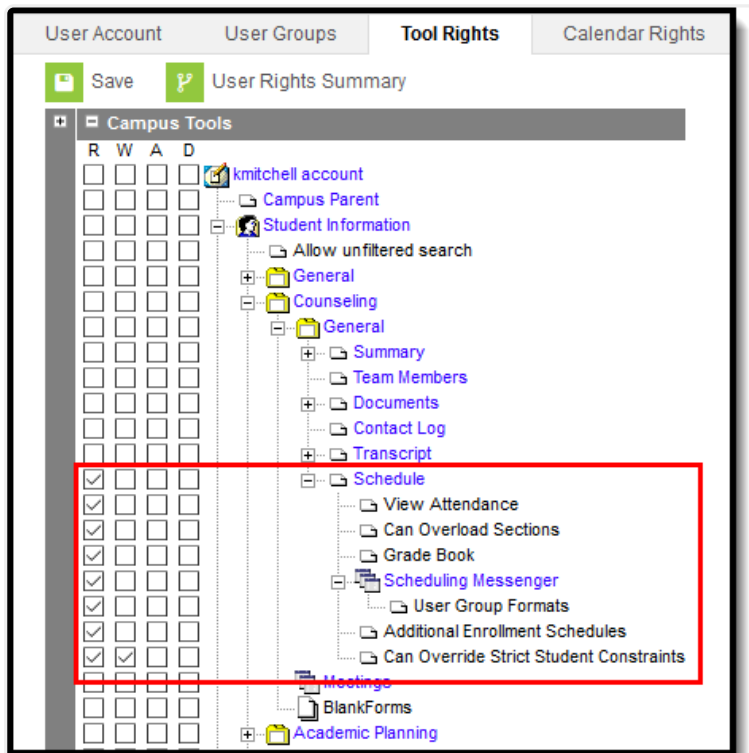 User Account User Groups Tool Rights Calendar Rights
Save User Rights Summary
Campus Tools
R W A D
kmitchell account
Campus Parent
Student Information
Allow unfiltered search
General
Counseling
General
Summary
Team Members
Documents
Contact Log
Transcript
Schedule
View Attendance
Can Overload Sections
Grade Book
Scheduling Messenger
User Group Formats
Additional Enrollment Schedules
Can Override Strict Student Constraints
Meetings
BlankForms
Academic Planning